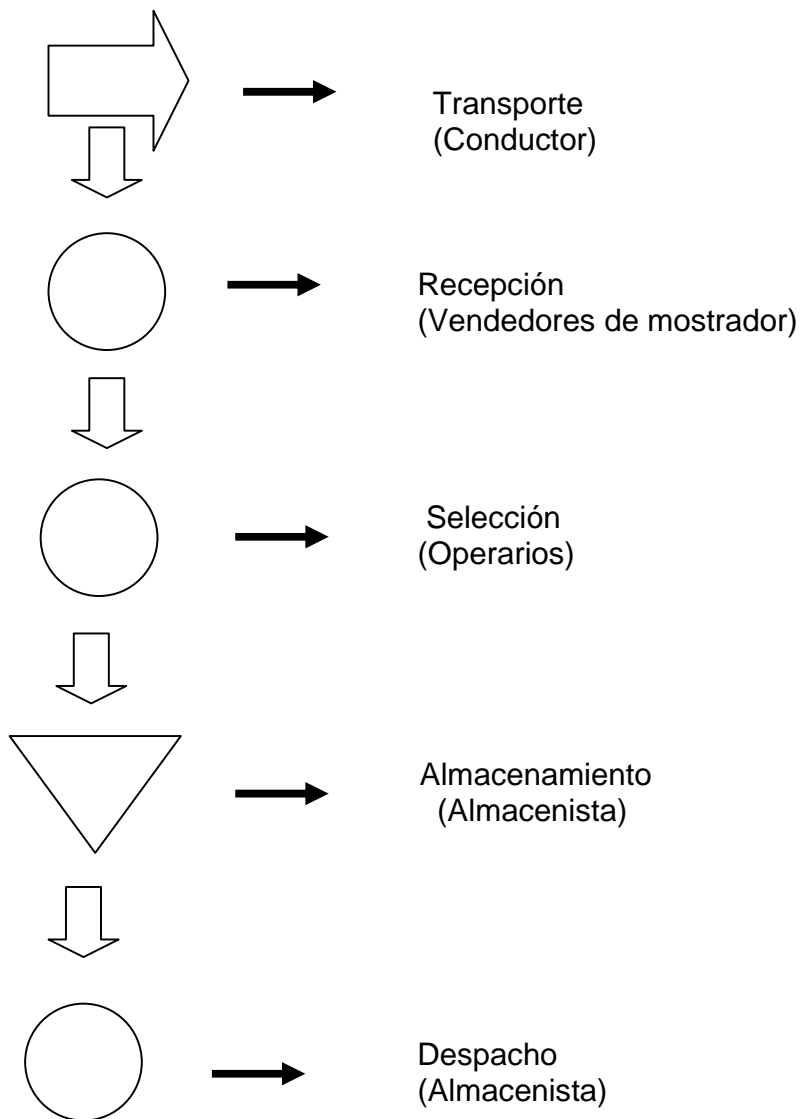 Transporte
(Conductor)
Recepción
(Vendedores de mostrador)
Selección
(Operarios)
Almacenamiento
(Almacenista)
Despacho
(Almacenista)